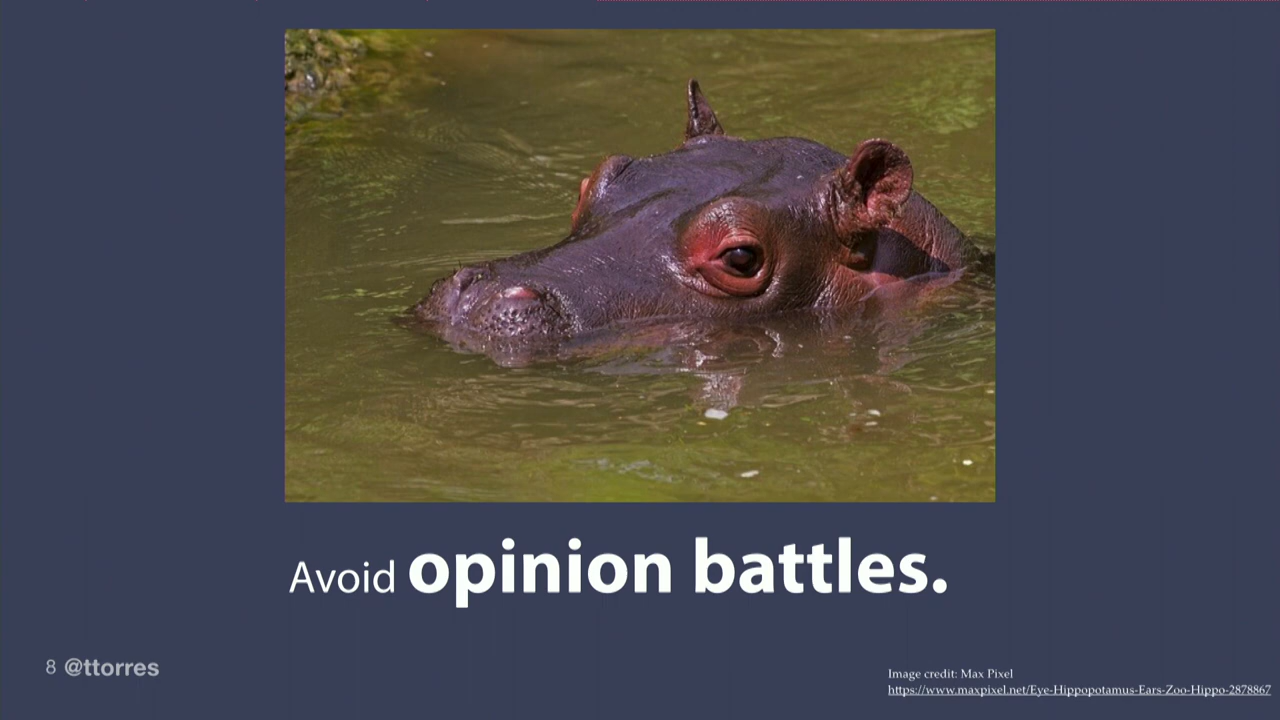 Avoid opinion battles.
8 @ttorres
Image credit: Max Pixel
https://www.maxpixel.net/Eye-Hippopotamus-Ears-Zoo-Hippo-2878867